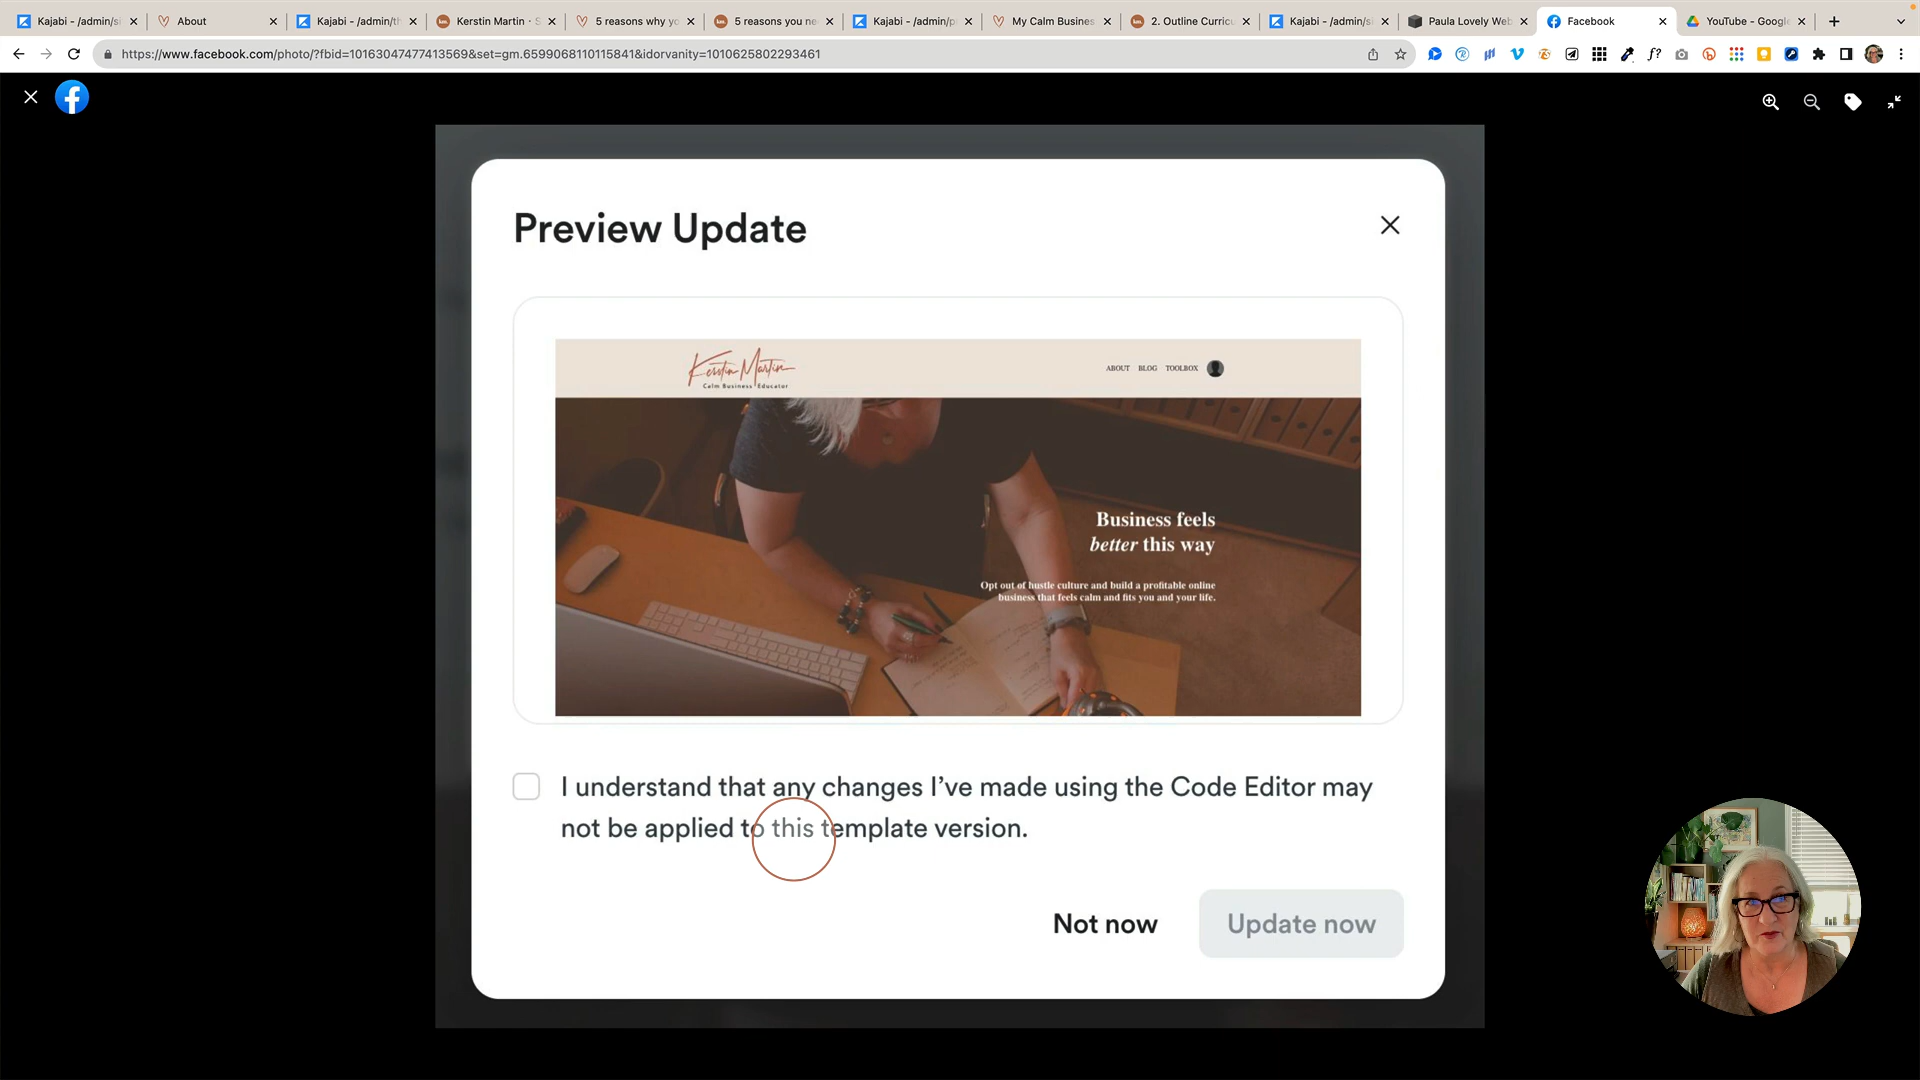 Kajabi - /admin/si
About
Kajabi - /admin/th
Kerstin Martin · S
5 reasons why yo
5 reasons you ne
Kajabi - /admin/p
My Calm Busines
2. Outline Curricu
Kajabi - /admin/si
Paula Lovely Web
Facebook
YouTube - Google
https://www.facebook.com/photo/?fbid=10163047477413569&set=gm.6599068110115841&idorvanity=1010625802293461
Preview Update
Kerstin Martin
Calm Business Educator
ABOUT BLOG TOOLBOX
Business feels
better this way
Opt out of hustle culture and build a profitable online
business that feels calm and fits you and your life.
I understand that any changes I've made using the Code Editor may
not be applied to this template version.
Not now
Update now